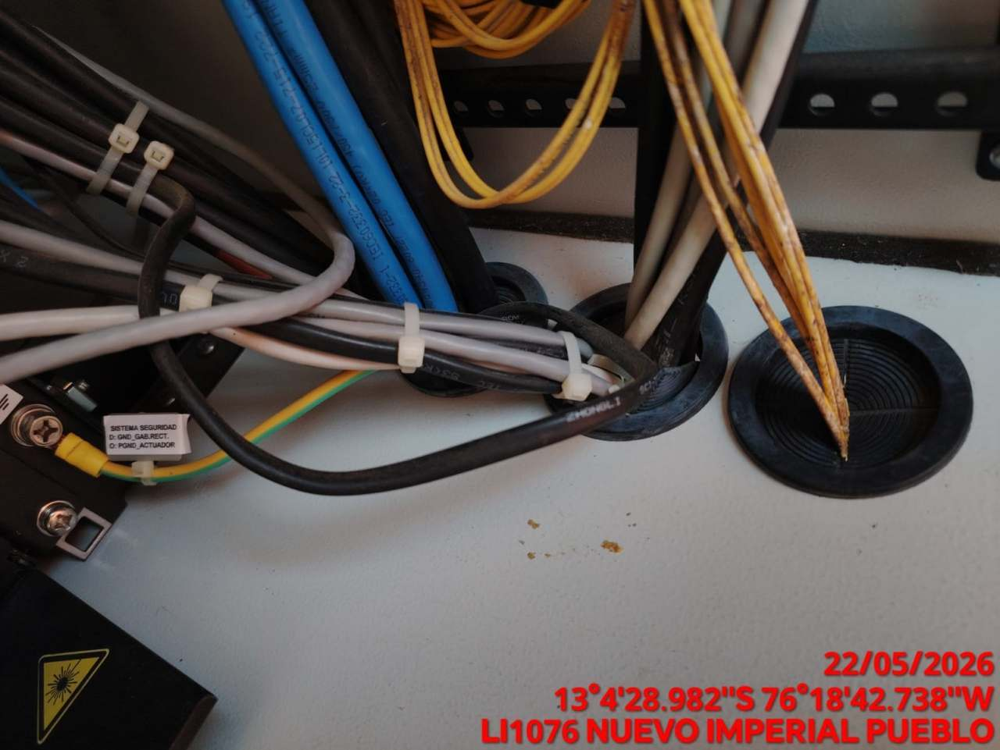 SISTEMA SEGURIDAD
D: GND_GAB.RECT.
O: PGND_ACTUADOR
ZHONGLI
22/05/2026
13°4'28.982"S 76°18'42.738"W
LI1076 NUEVO IMPERIAL PUEBLO